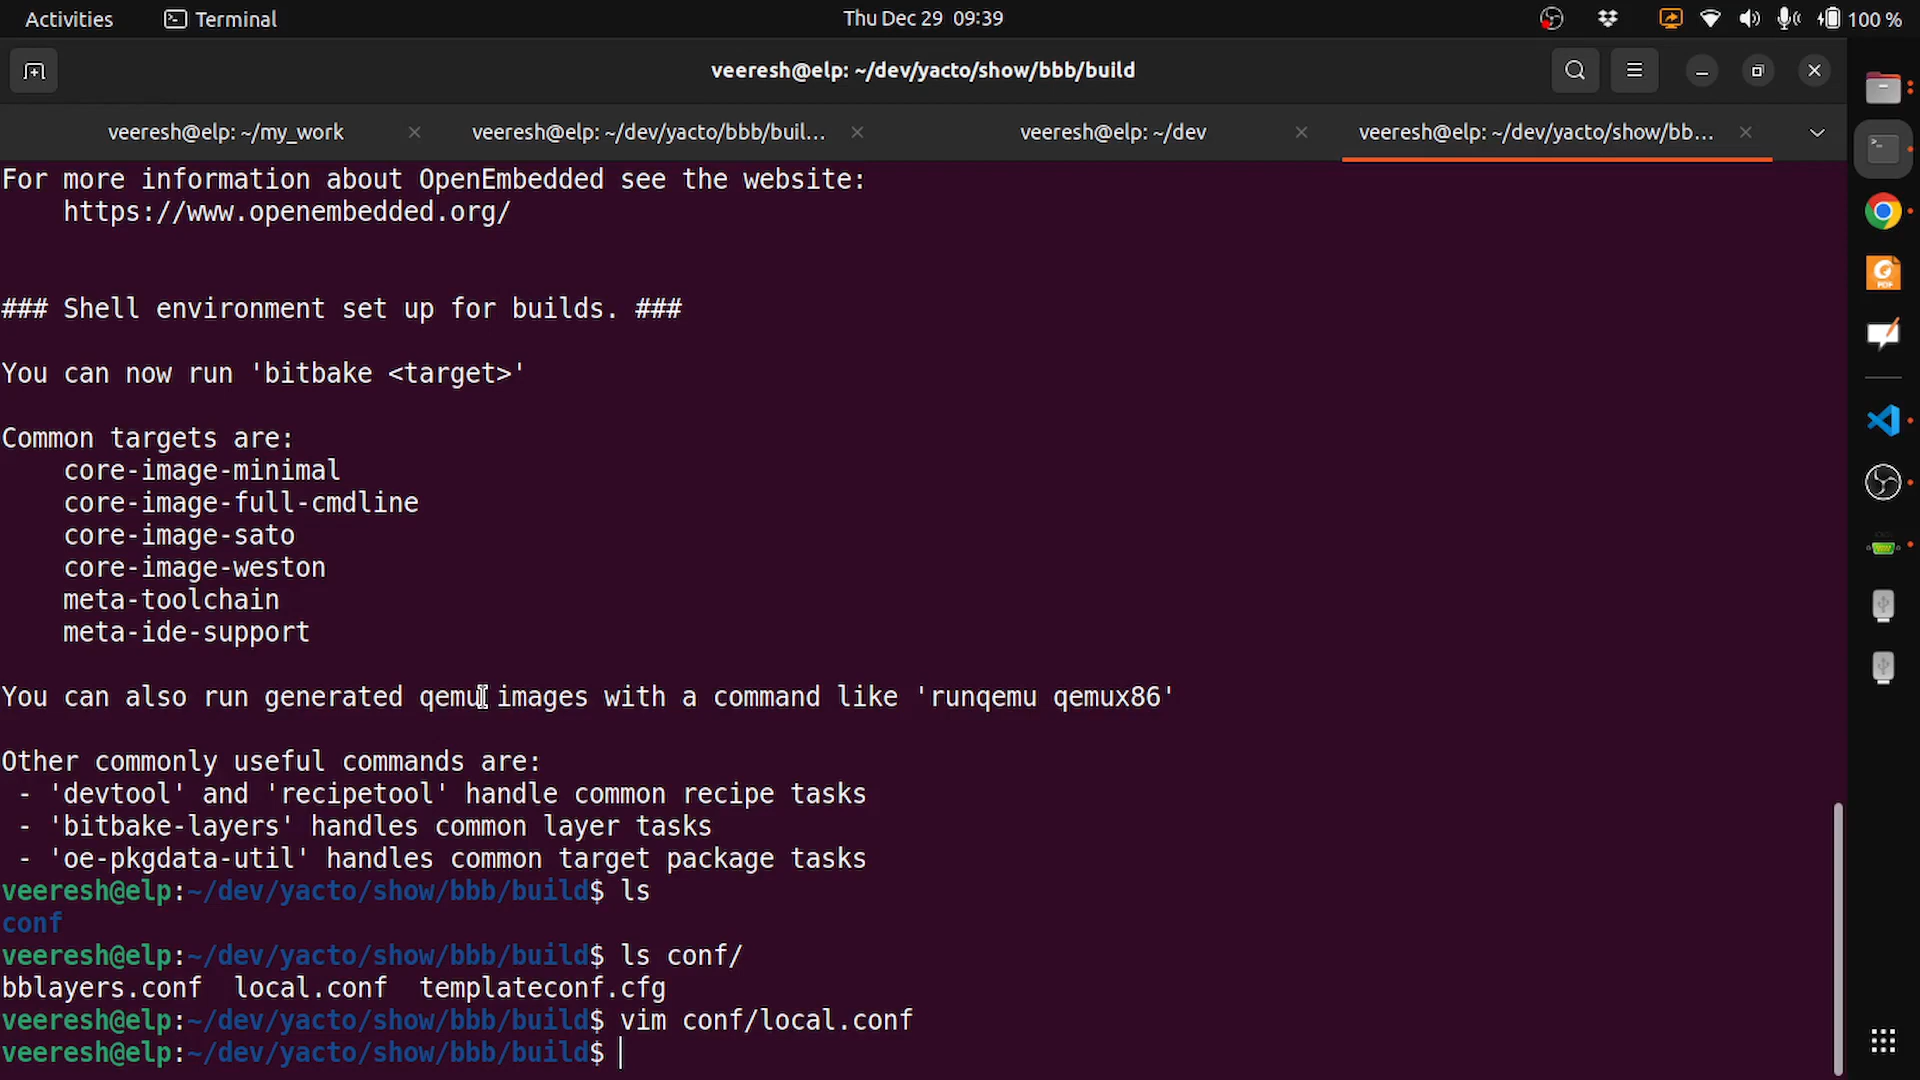 Activities
Terminal
Thu Dec 29 09:39
100 %
veeresh@elp: ~/dev/yacto/show/bbb/build
veeresh@elp: ~/my_work
veeresh@elp: ~/dev/yacto/bbb/buil...
veeresh@elp: ~/dev
veeresh@elp: ~/dev/yacto/show/bb...
For more information about OpenEmbedded see the website:
https://www.openembedded.org/
### Shell environment set up for builds. ###
You can now run 'bitbake <target>'
Common targets are:
core-image-minimal
core-image-full-cmdline
core-image-sato
core-image-weston
meta-toolchain
meta-ide-support
You can also run generated qemu images with a command like 'runqemu qemux86'
Other commonly useful commands are:
- 'devtool' and 'recipetool' handle common recipe tasks
- 'bitbake-layers' handles common layer tasks
- 'oe-pkgdata-util' handles common target package tasks
veeresh@elp:~/dev/yacto/show/bbb/build$ ls
conf
veeresh@elp:~/dev/yacto/show/bbb/build$ ls conf/
bblayers.conf  local.conf  templateconf.cfg
veeresh@elp:~/dev/yacto/show/bbb/build$ vim conf/local.conf
veeresh@elp:~/dev/yacto/show/bbb/build$